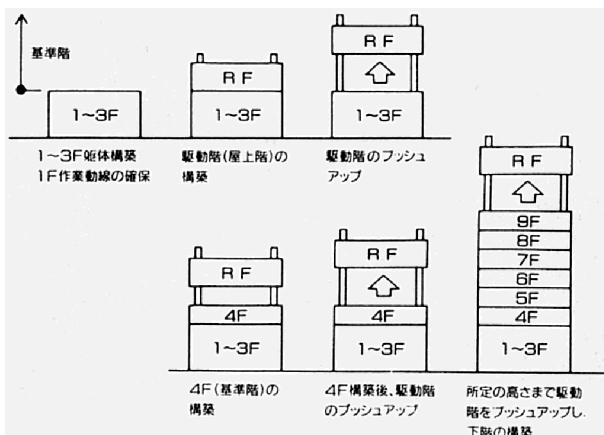 基準階
1~3F
1~3F躯体構築
1F作業動線の確保
RF
1~3F
駆動階(屋上階)の
構築
RF
1~3F
駆動階のプッシュ
アップ
RF
4F
1~3F
4F(基準階)の
構築
RF
4F
1~3F
4F構築後、駆動階
のプッシュアップ
RF
9F
8F
7F
6F
5F
4F
1~3F
所定の高さまで駆動
階をプッシュアップし、
下階の構築